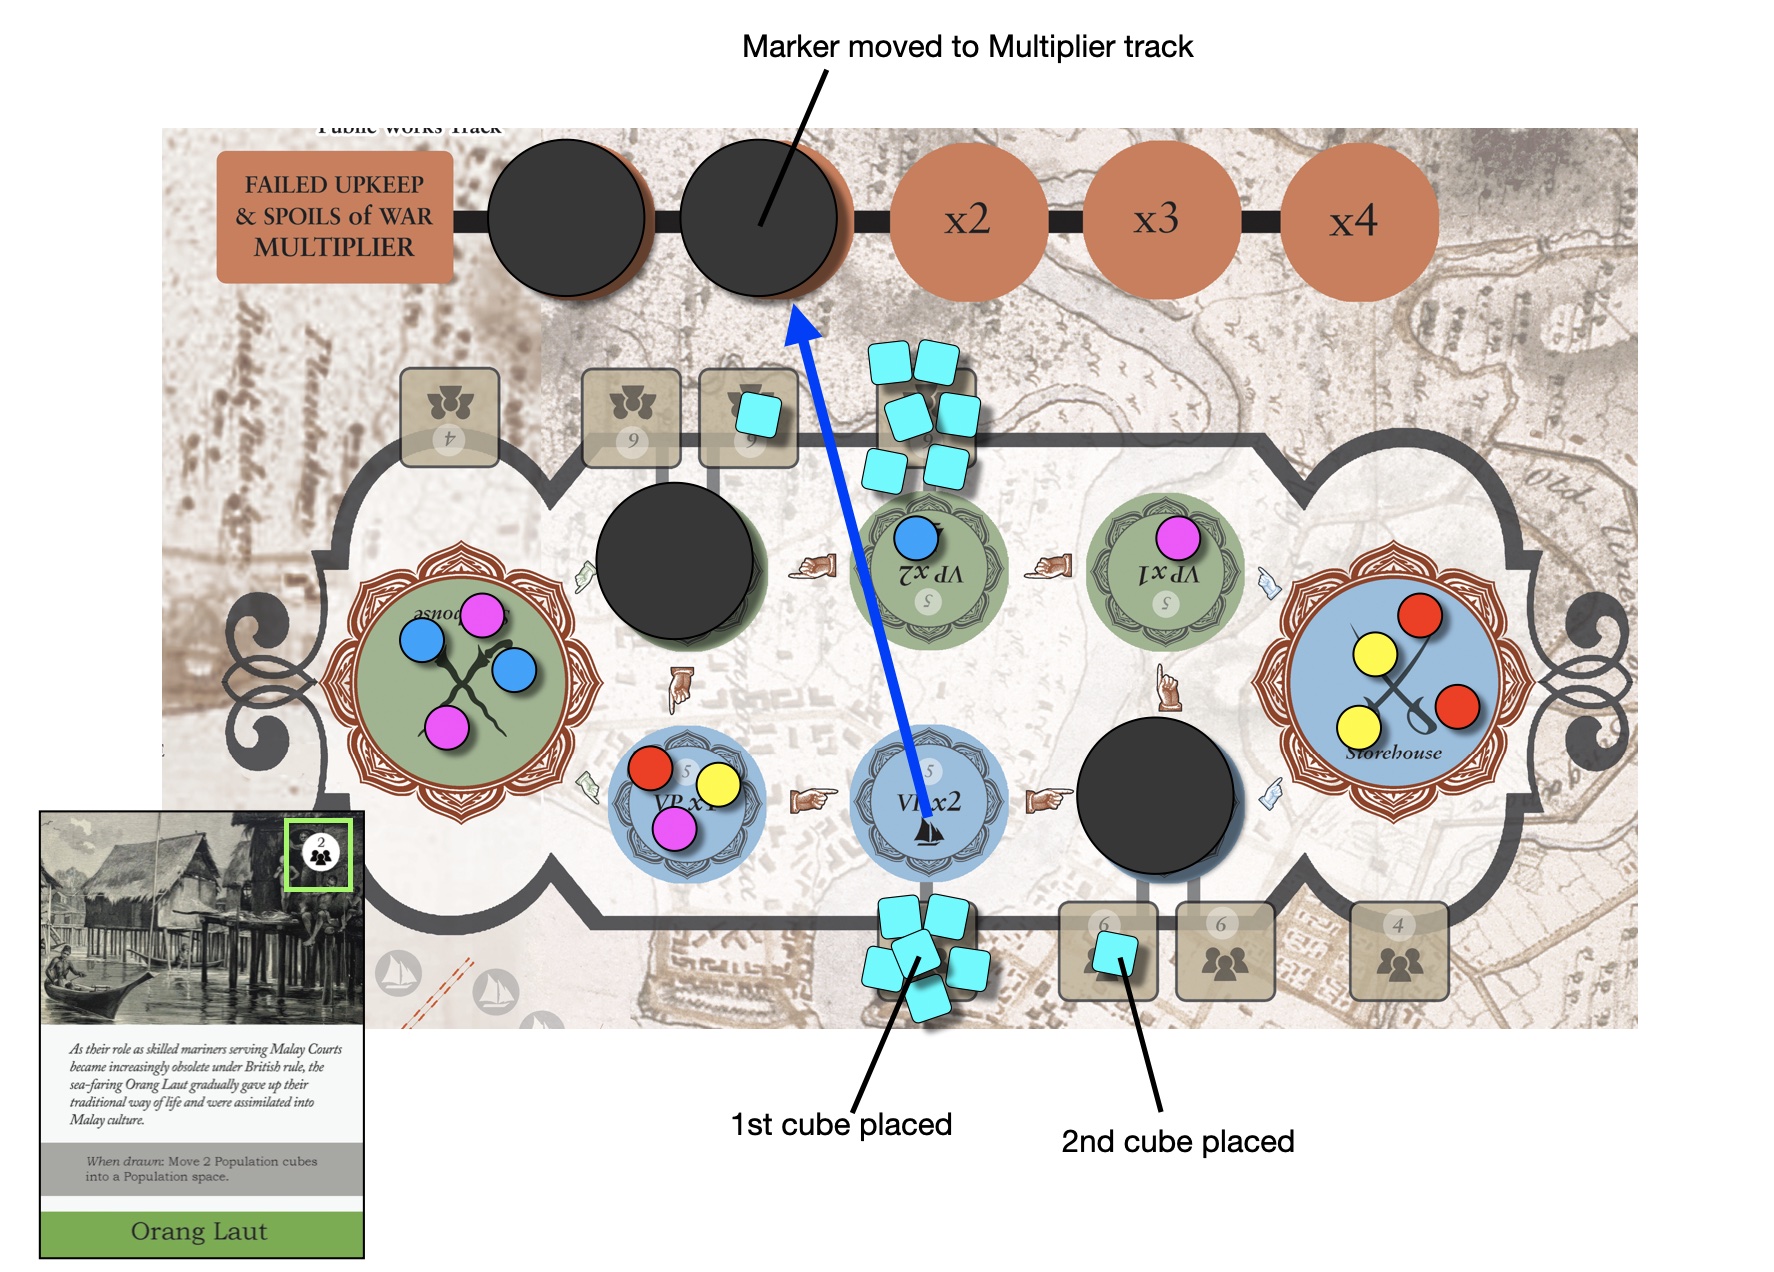 Marker moved to Multiplier track
Public Works Track
FAILED UPKEEP
& SPOILS of WAR
MULTIPLIER
x2
x3
x4
4
6
6
6
VP x2
5
VP x1
5
Storehouse
5
VP x1
5
VP x2
Storehouse
6
6
4
2
As their role as skilled mariners serving Malay Courts
became increasingly obsolete under British rule, the
sea-faring Orang Laut gradually gave up their
traditional way of life and were assimilated into
Malay culture.
When drawn: Move 2 Population cubes
into a Population space.
Orang Laut
1st cube placed
2nd cube placed